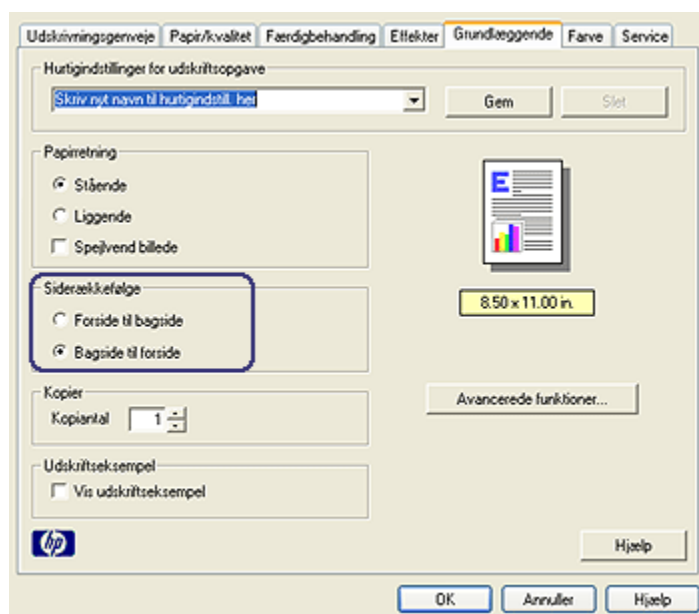 Udskrivningsgenveje Papir/kvalitet Færdigbehandling Effekter Grundlæggende Farve Service
Hurtigindstillinger for udskriftsopgave
Skriv nyt navn til hurtigindstill. her
Gem Slet
Papirretning
Stående
Liggende
Spejlvend billede
E
8.50 x 11.00 in.
Siderækkefølge
Forside til bagside
Bagside til forside
Kopier
Kopiantal 1
Avancerede funktioner...
Udskriftseksempel
Vis udskriftseksempel
hp
Hjælp
OK Annuller Hjælp